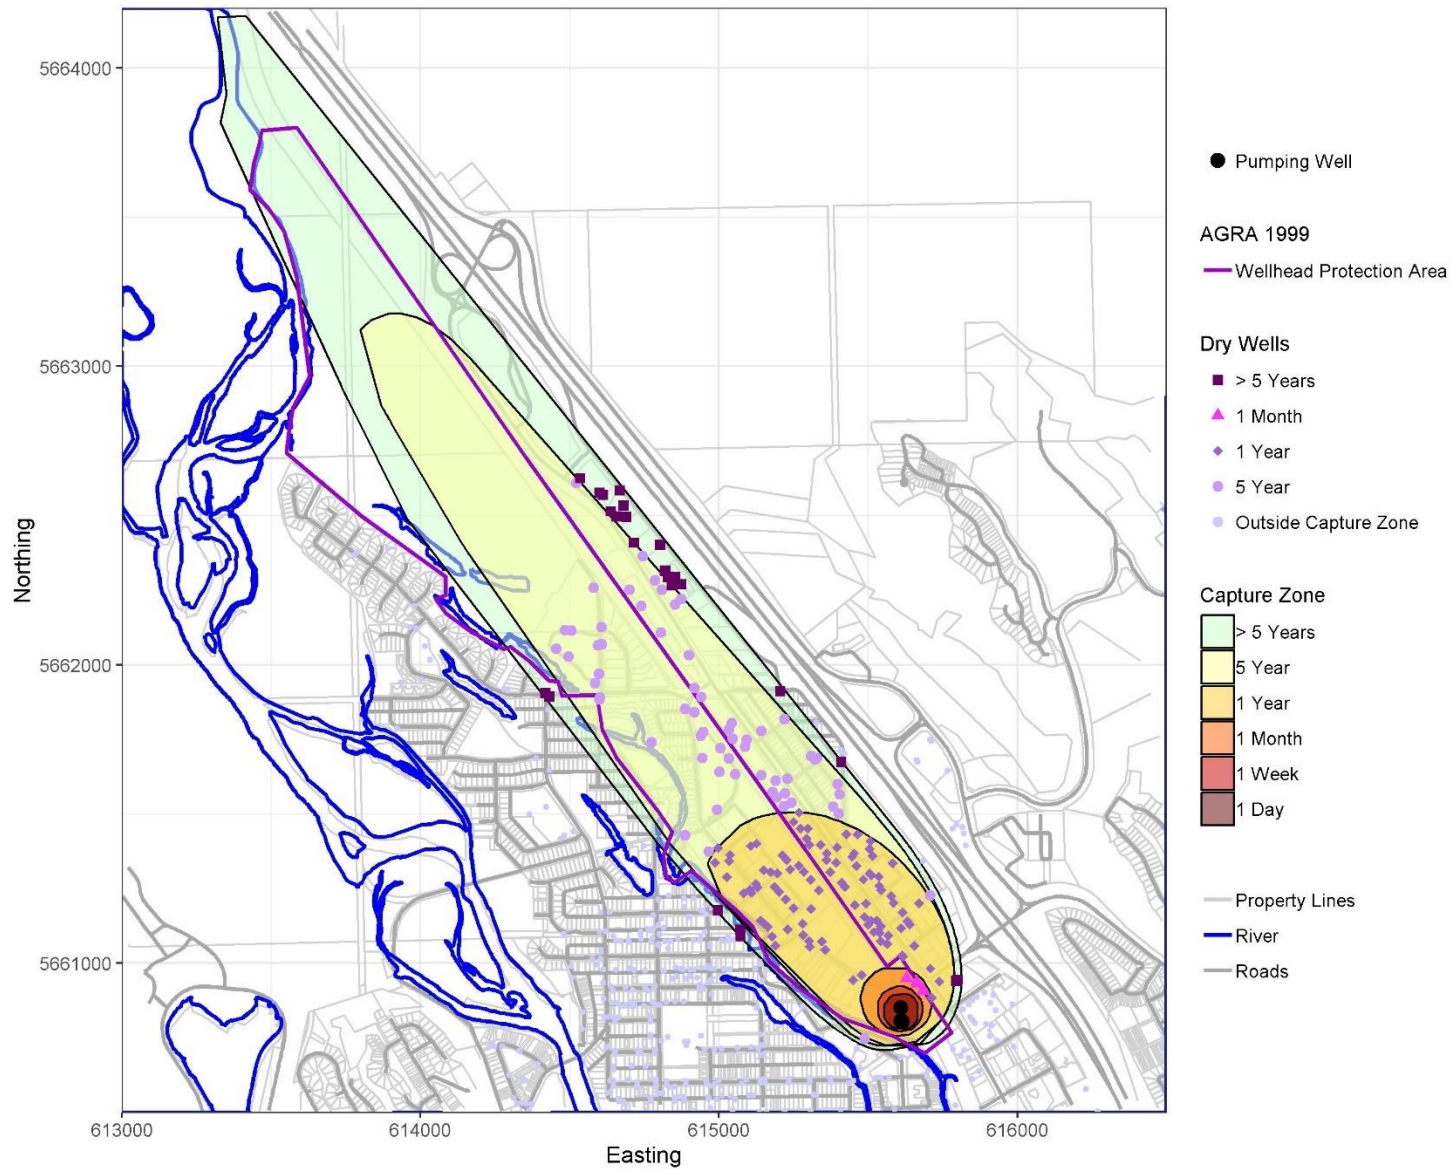 5664000
5663000
5662000
5661000
Northing
613000
614000
615000
616000
Easting
Pumping Well
AGRA 1999
Wellhead Protection Area
Dry Wells
> 5 Years
1 Month
1 Year
5 Year
Outside Capture Zone
Capture Zone
> 5 Years
5 Year
1 Year
1 Month
1 Week
1 Day
Property Lines
River
Roads